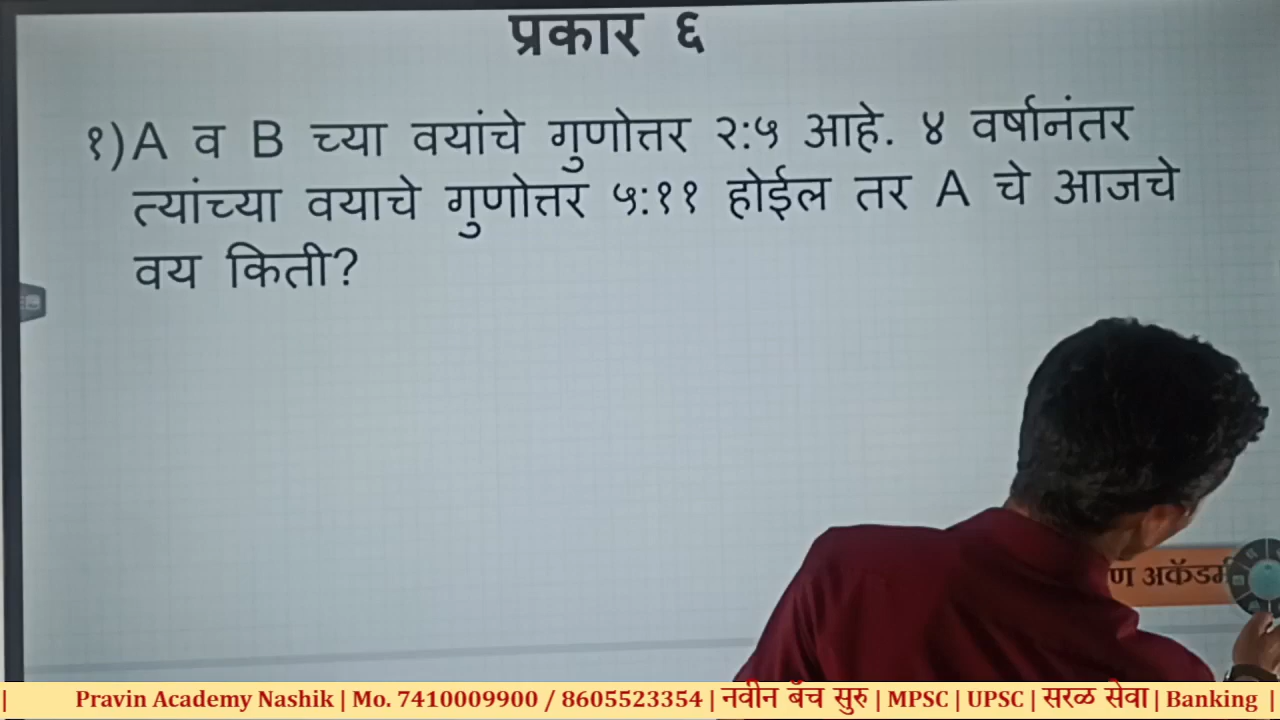 प्रकार ६
१)A व B च्या वयांचे गुणोत्तर २:५ आहे. ४ वर्षानंतर
त्यांच्या वयाचे गुणोत्तर ५:११ होईल तर A चे आजचे
वय किती?
अकॅडमी
| Pravin Academy Nashik | Mo. 7410009900 / 8605523354 | नवीन बॅच सुरु | MPSC | UPSC | सरळ सेवा | Banking |